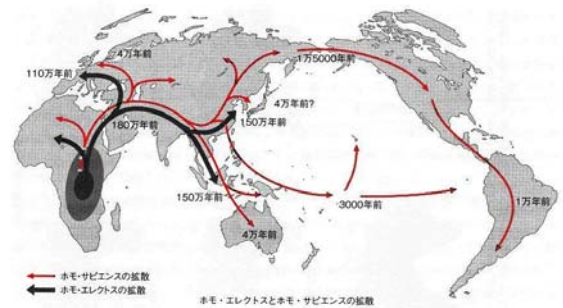 4万年前
1万5000年前
110万年前
4万年前?
180万年前
150万年前
150万年前
3000年前
1万年前
4万年前
ホモ・サピエンスの拡散
ホモ・エレクトスの拡散
ホモ・エレクトスとホモ・サピエンスの拡散